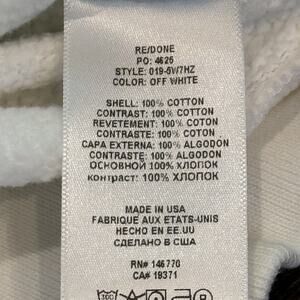 RE/DONE
PO: 4626
STYLE: 019-5W7HZ
COLOR: OFF WHITE
SHELL: 100% COTTON
CONTRAST: 100% COTTON
REVETEMENT: 100% COTON
CONTRASTE: 100% COTON
CAPA EXTERNA: 100% ALGODON
CONTRASTE: 100% ALGODON
ОСНОВНОЙ 100% ХЛОПОК
контраст: 100% ХЛОПОК
MADE IN USA
FABRIQUE AUX ETATS-UNIS
HECHO EN EE.UU
СДЕЛАНО В США
RN# 146770
CA# 19371